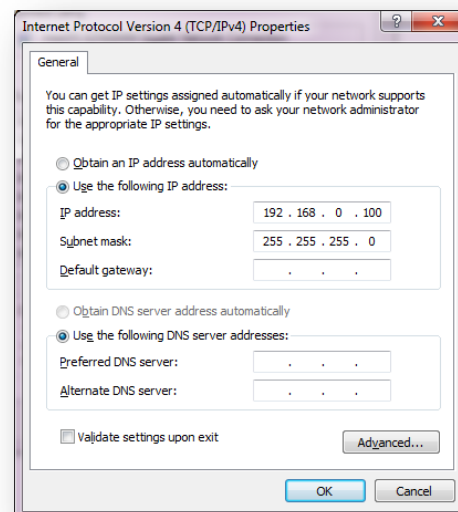 Internet Protocol Version 4 (TCP/IPv4) Properties
General
You can get IP settings assigned automatically if your network supports
this capability. Otherwise, you need to ask your network administrator
for the appropriate IP settings.
Obtain an IP address automatically
Use the following IP address:
IP address: 192 . 168 . 0 . 100
Subnet mask: 255 . 255 . 255 . 0
Default gateway: . . .
Obtain DNS server address automatically
Use the following DNS server addresses:
Preferred DNS server: . . .
Alternate DNS server: . . .
Validate settings upon exit
Advanced...
OK Cancel